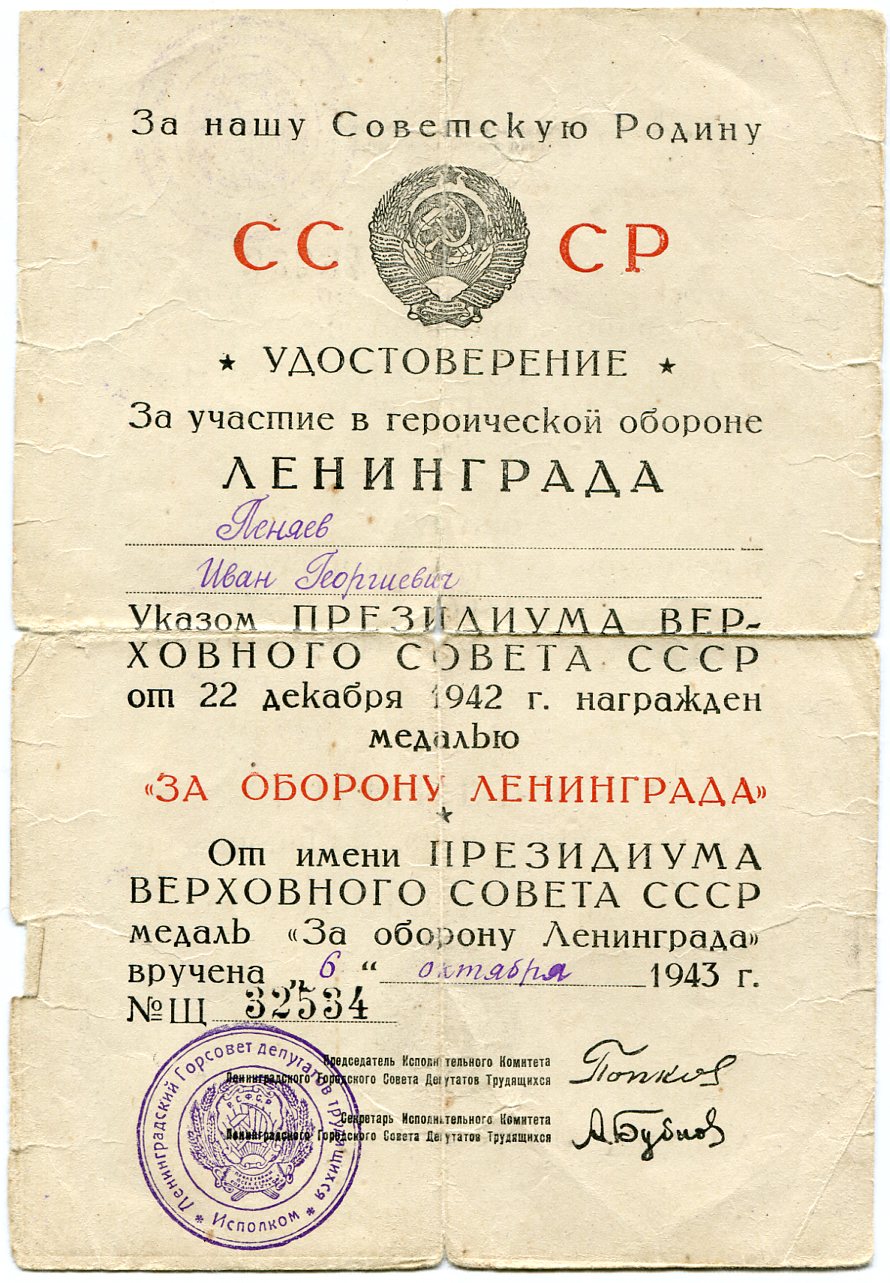 За нашу Советскую Родину
СС СР
УДОСТОВЕРЕНИЕ
За участие в героической обороне
ЛЕНИНГРАДА
Пеняев
Иван Георгиевич
Указом ПРЕЗИДИУМА ВЕР-
ХОВНОГО СОВЕТА СССР
от 22 декабря 1942 г. награжден
медалью
«ЗА ОБОРОНУ ЛЕНИНГРАДА»
От имени ПРЕЗИДИУМА
ВЕРХОВНОГО СОВЕТА СССР
медаль «За оборону Ленинграда»
вручена „6“ октября 1943 г.
№ Щ 32534
Председатель Исполнительного Комитета
Ленинградского Городского Совета Депутатов Трудящихся
Попков
Секретарь Исполнительного Комитета
Ленинградского Городского Совета Депутатов Трудящихся
А Бубнов
Ленинградский Горсовет депутатов трудящихся * Исполком *
РСФСР